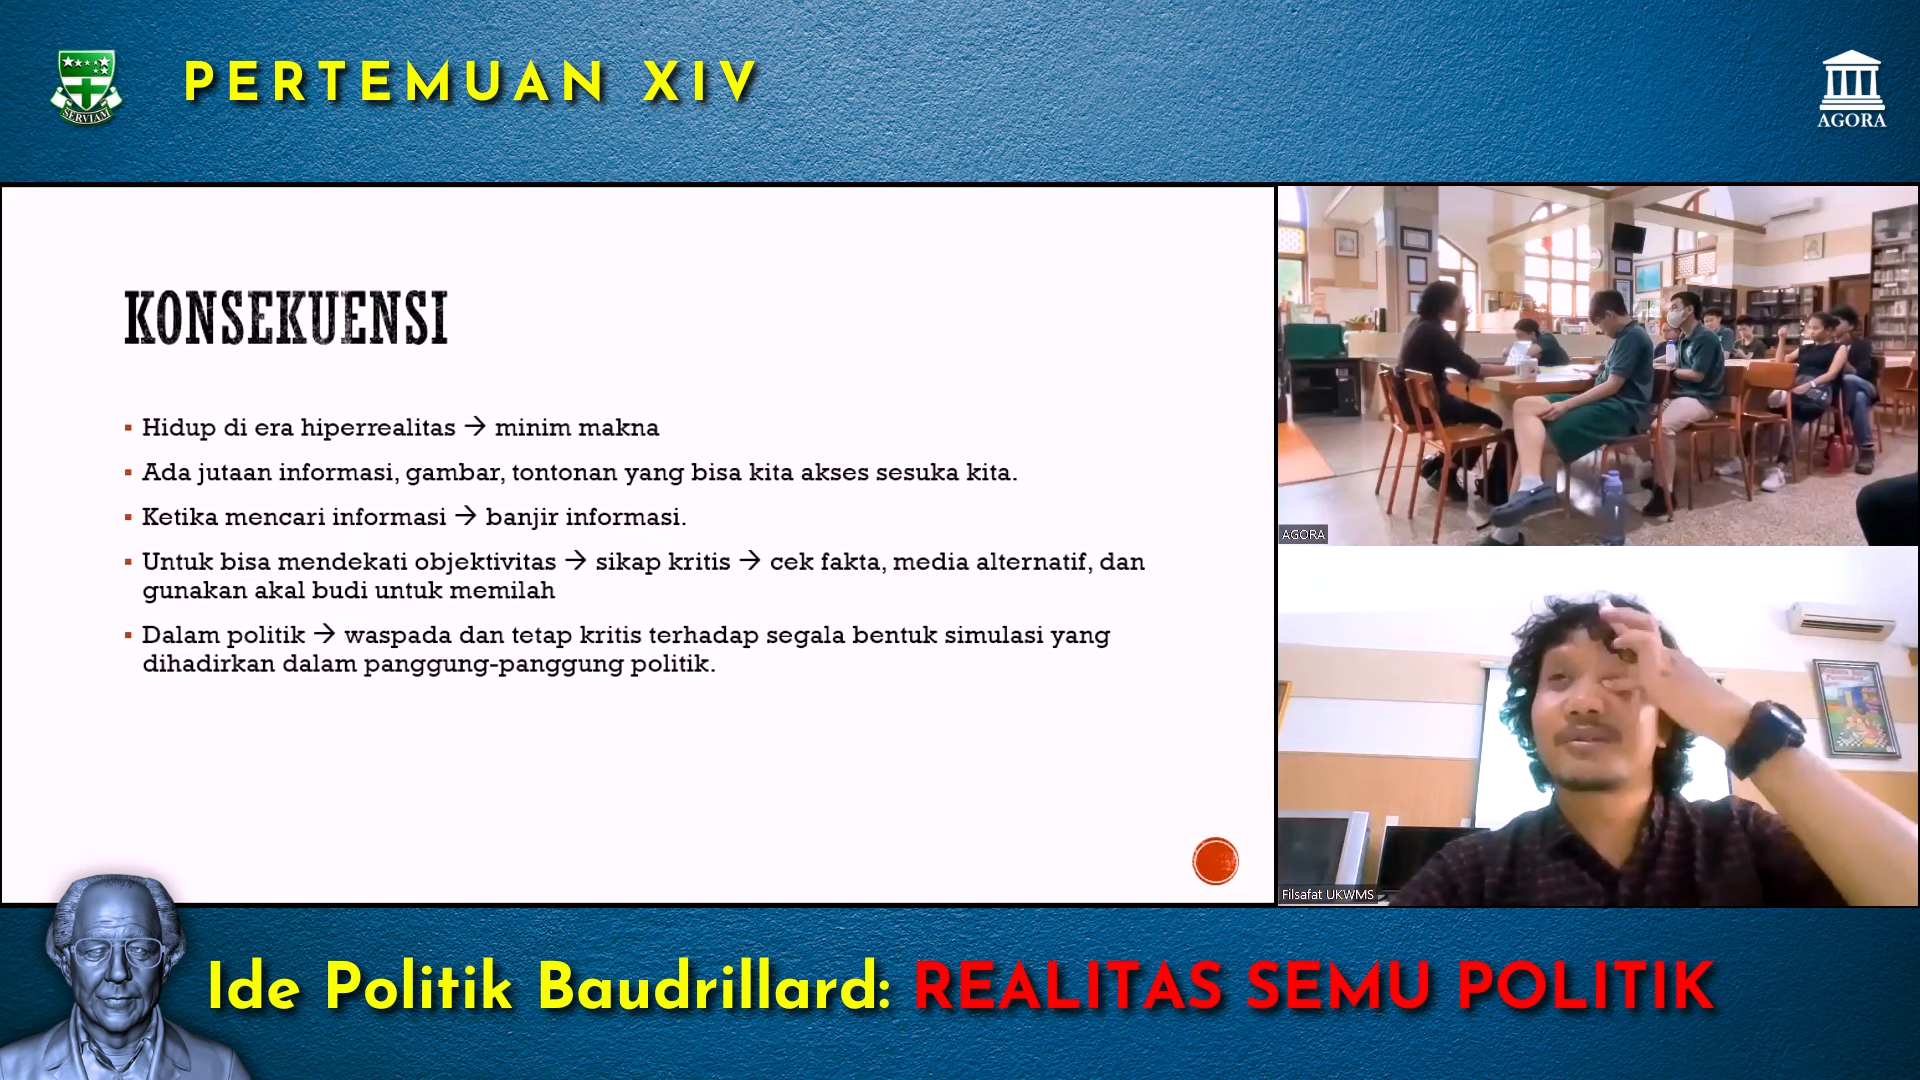 PERTEMUAN XIV
SERVIAM
AGORA
KONSEKUENSI
▪ Hidup di era hiperrealitas → minim makna
▪ Ada jutaan informasi, gambar, tontonan yang bisa kita akses sesuka kita.
▪ Ketika mencari informasi → banjir informasi.
▪ Untuk bisa mendekati objektivitas → sikap kritis → cek fakta, media alternatif, dan
gunakan akal budi untuk memilah
▪ Dalam politik → waspada dan tetap kritis terhadap segala bentuk simulasi yang
dihadirkan dalam panggung-panggung politik.
AGORA
Filsafat UKWMS
Ide Politik Baudrillard: REALITAS SEMU POLITIK